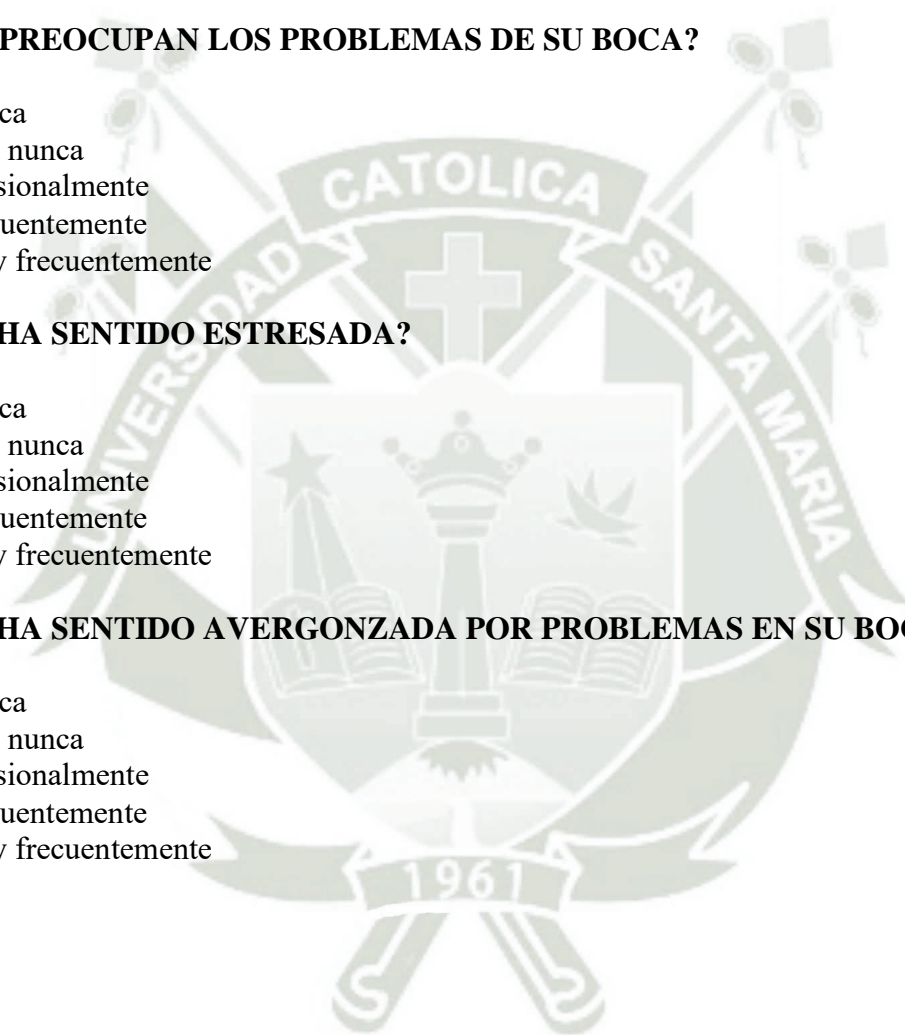 PREOCUPAN LOS PROBLEMAS DE SU BOCA?
ca
nunca
sionalmente
uentemente
y frecuentemente
HA SENTIDO ESTRESADA?
ca
nunca
sionalmente
uentemente
y frecuentemente
HA SENTIDO AVERGONZADA POR PROBLEMAS EN SU BOC
ca
nunca
sionalmente
uentemente
y frecuentemente
UNIVERSIDAD CATOLICA SANTA MARIA
1961